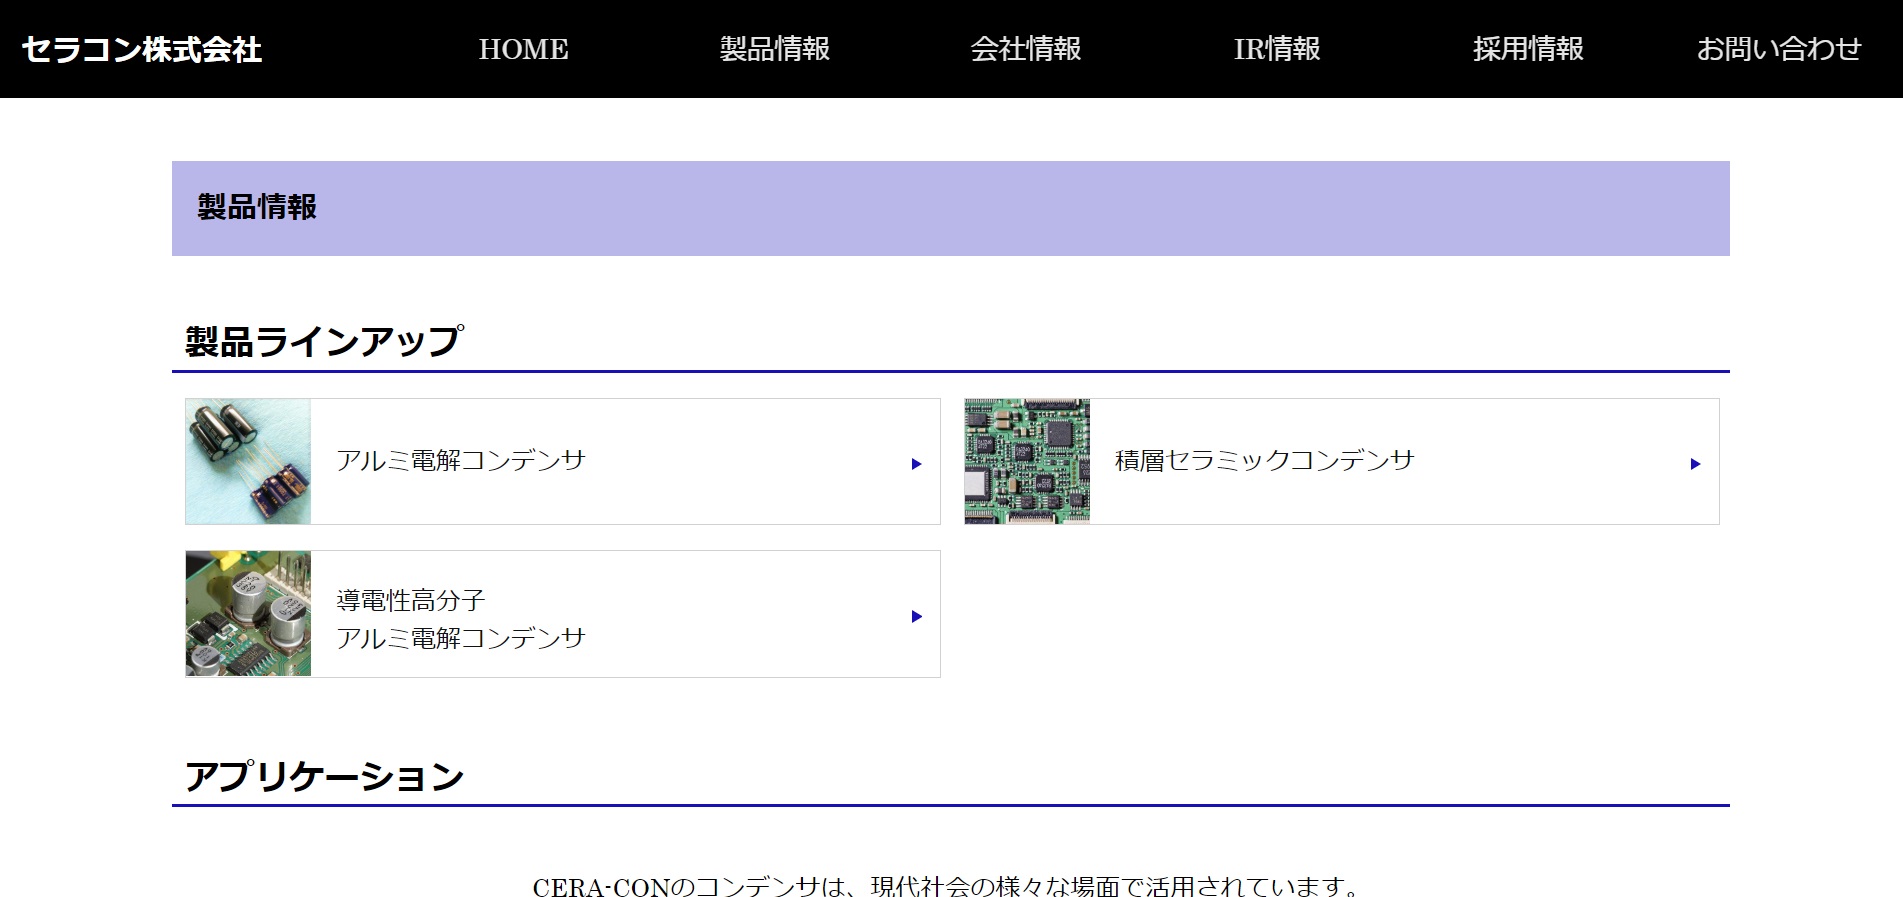 セラコン株式会社 HOME 製品情報 会社情報 IR情報 採用情報 お問い合わせ
製品情報
製品ラインアップ
アルミ電解コンデンサ
積層セラミックコンデンサ
導電性高分子
アルミ電解コンデンサ
アプリケーション
CERA-CONのコンデンサは、現代社会の様々な場面で活用されています。